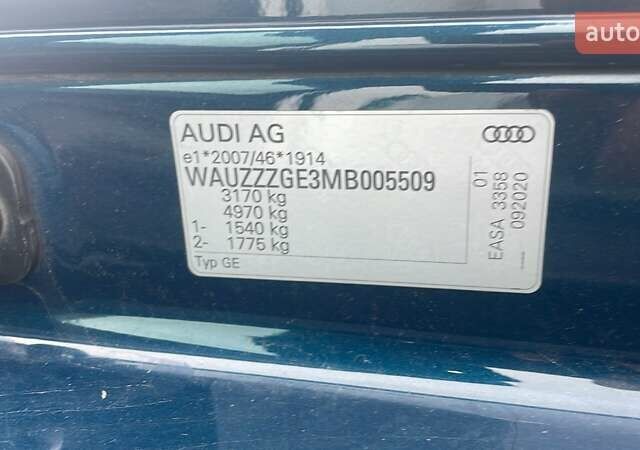 auto
AUDI AG
e1*2007/46*1914
WAUZZZGE3MB005509
3170 kg
4970 kg
1- 1540 kg
2- 1775 kg
Typ GE
01
EASA 3358
092020